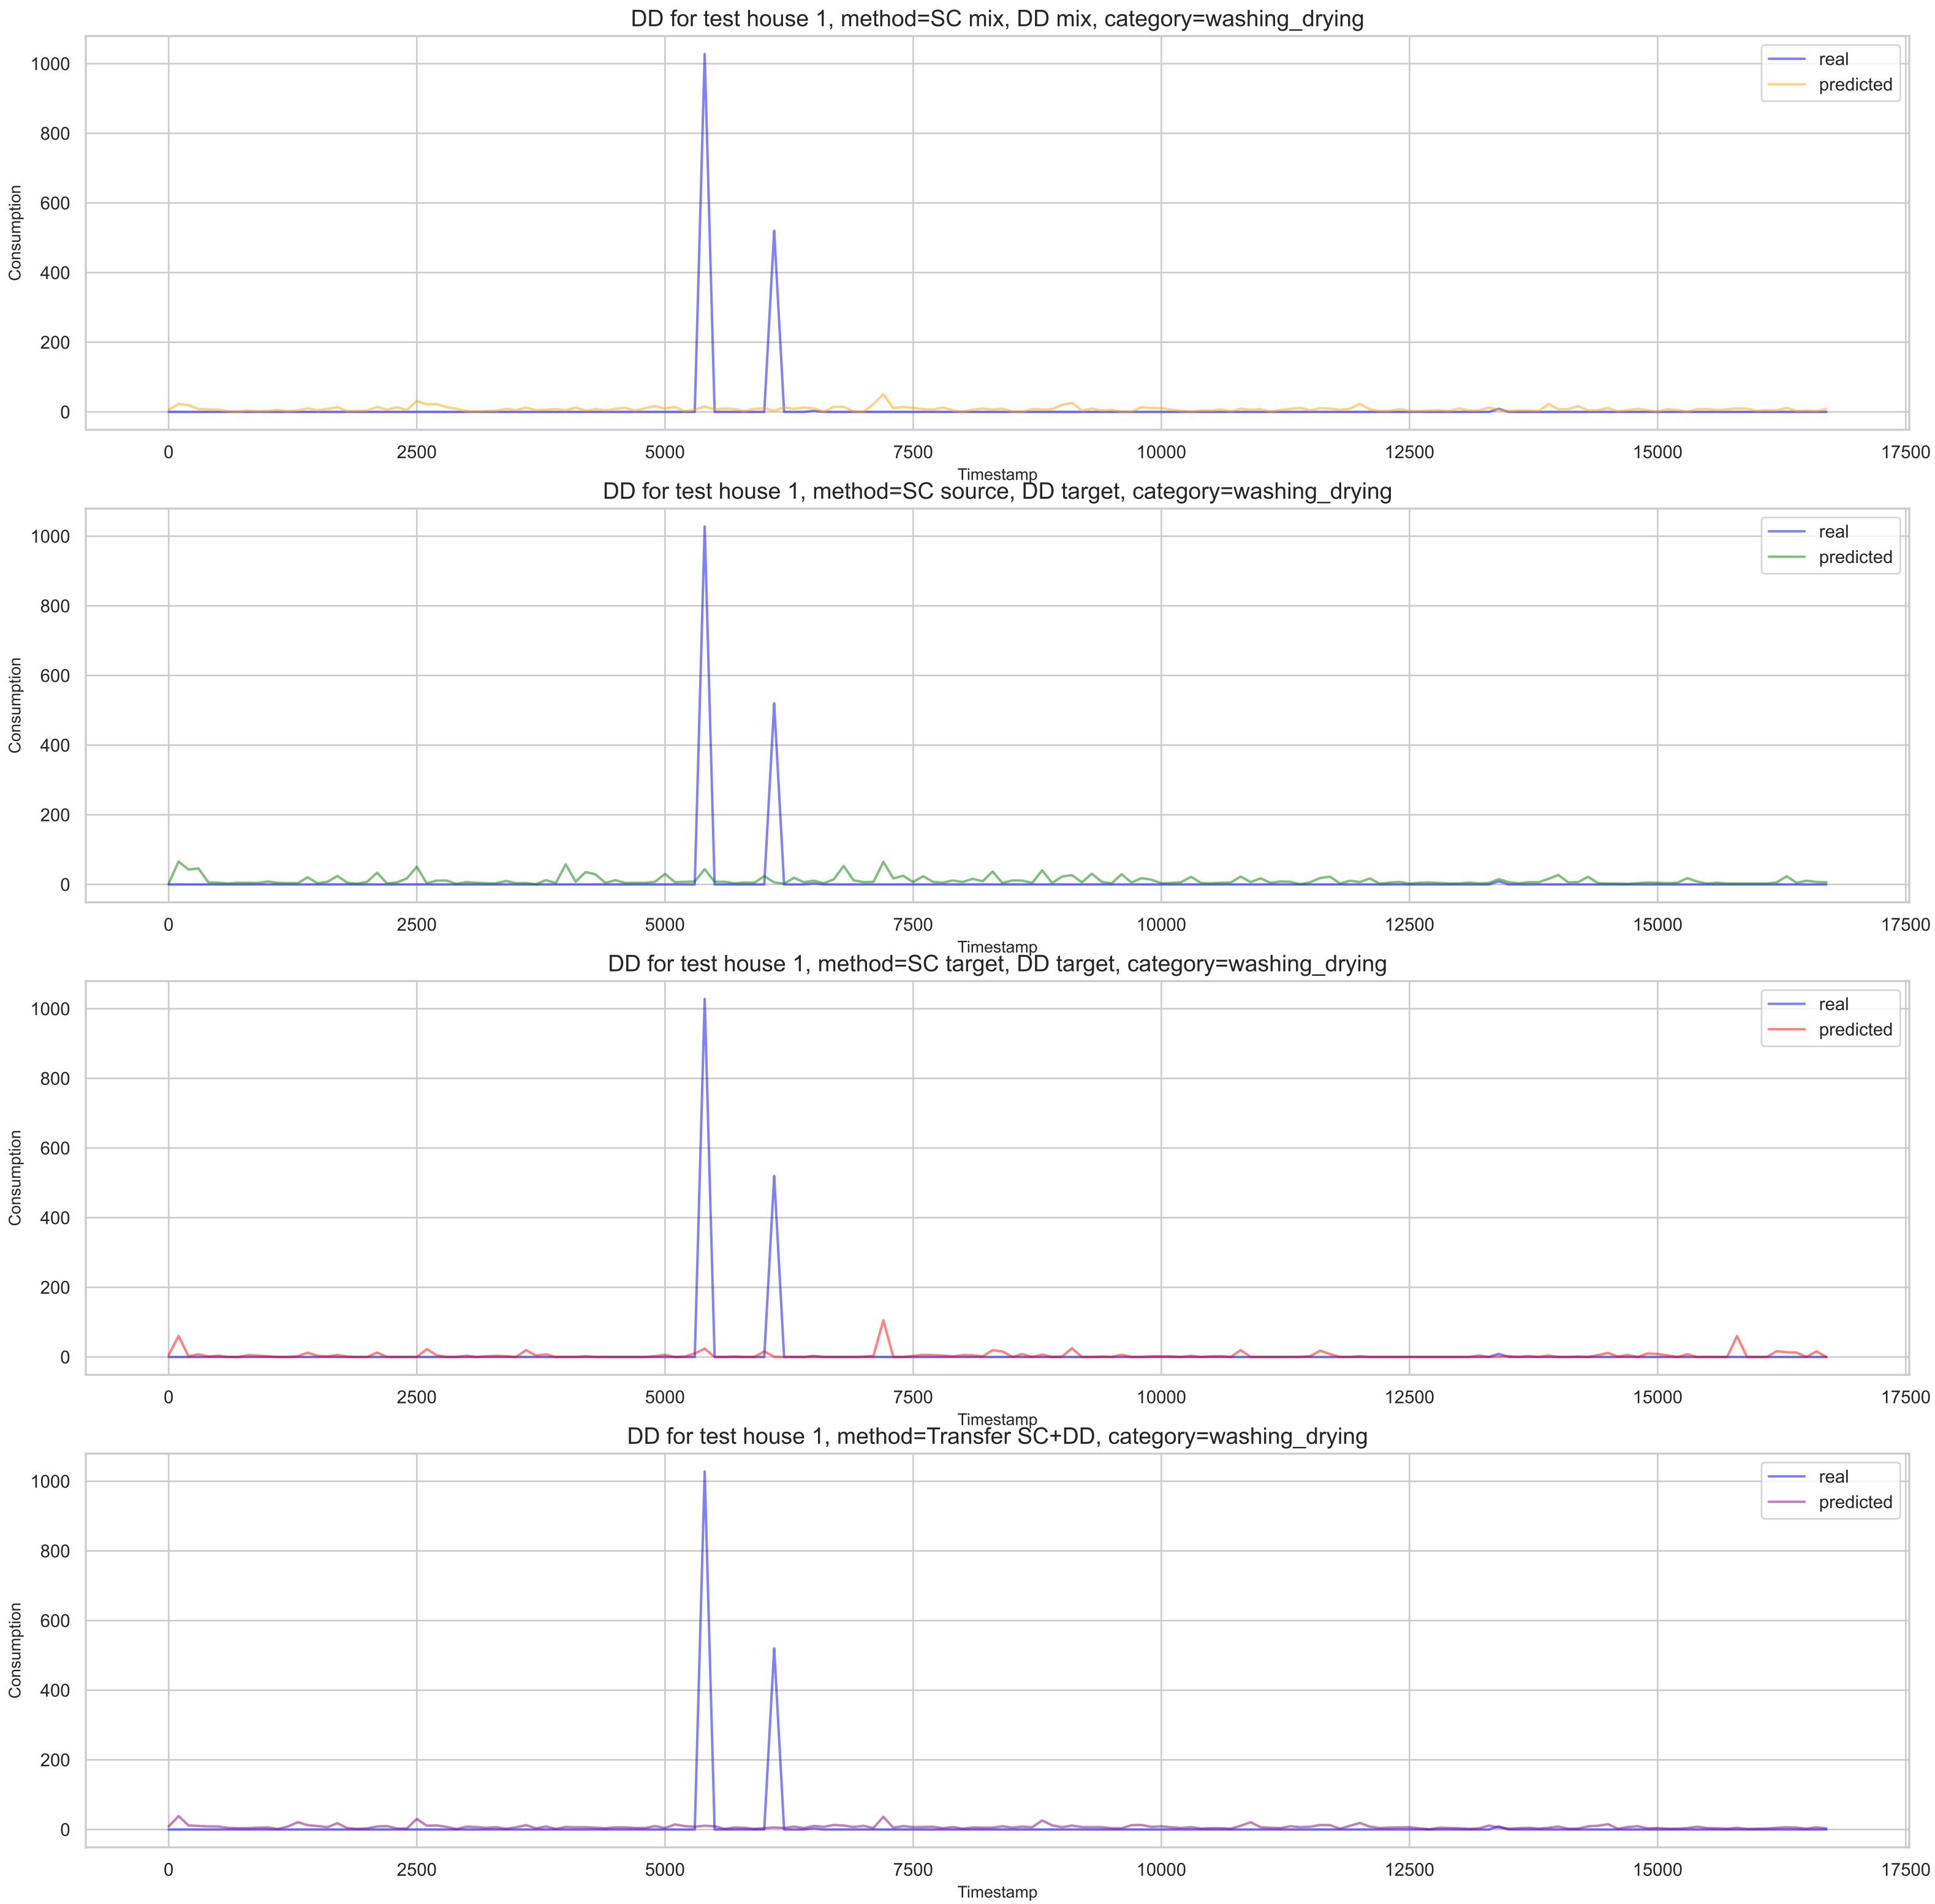 DD for test house 1, method=SC mix, DD mix, category=washing_drying
real
predicted
Consumption
1000
800
600
400
200
0
0 2500 5000 7500 10000 12500 15000 17500
Timestamp
DD for test house 1, method=SC source, DD target, category=washing_drying
real
predicted
Consumption
1000
800
600
400
200
0
0 2500 5000 7500 10000 12500 15000 17500
Timestamp
DD for test house 1, method=SC target, DD target, category=washing_drying
real
predicted
Consumption
1000
800
600
400
200
0
0 2500 5000 7500 10000 12500 15000 17500
Timestamp
DD for test house 1, method=Transfer SC+DD, category=washing_drying
real
predicted
Consumption
1000
800
600
400
200
0
0 2500 5000 7500 10000 12500 15000 17500
Timestamp